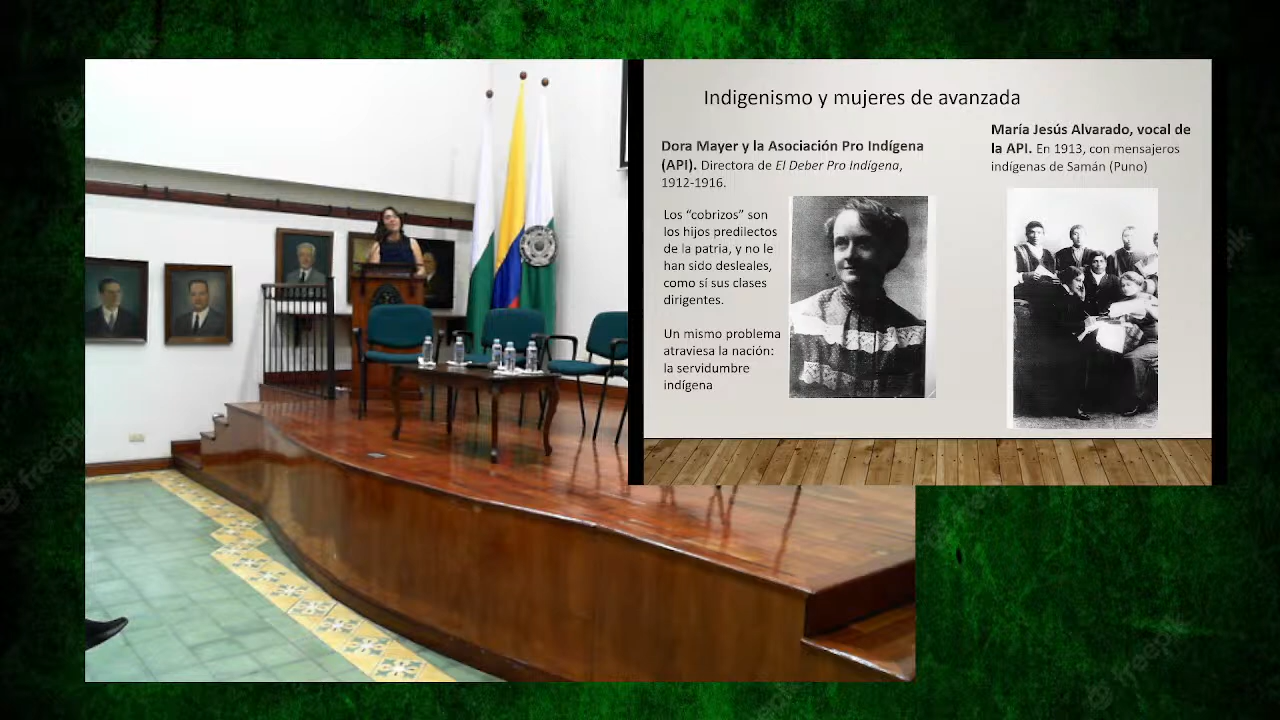 Indigenismo y mujeres de avanzada
Dora Mayer y la Asociación Pro Indígena
(API). Directora de El Deber Pro Indígena,
1912-1916.
Los “cobrizos” son
los hijos predilectos
de la patria, y no le
han sido desleales,
como sí sus clases
dirigentes.
Un mismo problema
atraviesa la nación:
la servidumbre
indígena
María Jesús Alvarado, vocal de
la API. En 1913, con mensajeros
indígenas de Samán (Puno)
freepik
freepik